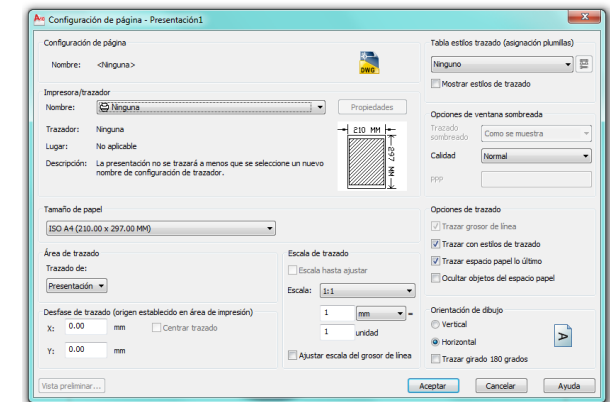 Configuración de página - Presentación1
Configuración de página
Nombre: <Ninguna>
DWG
Tabla estilos trazado (asignación plumillas)
Ninguno
Mostrar estilos de trazado
Impresora/trazador
Nombre: Ninguna
Propiedades
Trazador: Ninguna
Lugar: No aplicable
Descripción: La presentación no se trazará a menos que se seleccione un nuevo
nombre de configuración de trazador.
210 MM
297 MM
Opciones de ventana sombreada
Trazado
sombreado
Como se muestra
Calidad Normal
PPP
Tamaño de papel
ISO A4 (210.00 x 297.00 MM)
Opciones de trazado
Trazar grosor de línea
Trazar con estilos de trazado
Trazar espacio papel lo último
Ocultar objetos del espacio papel
Área de trazado
Trazado de:
Presentación
Escala de trazado
Escala hasta ajustar
Escala: 1:1
1 mm =
1 unidad
Ajustar escala del grosor de línea
Desfase de trazado (origen establecido en área de impresión)
X: 0.00 mm
Centrar trazado
Y: 0.00 mm
Orientación de dibujo
Vertical
Horizontal
Trazar girado 180 grados
A
Vista preliminar...
Aceptar
Cancelar
Ayuda